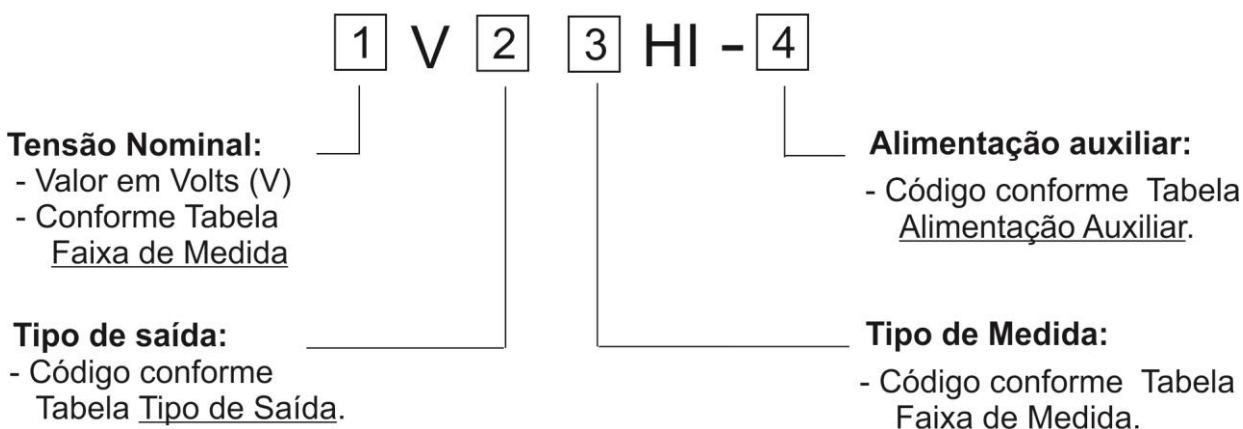 1 V 2 3 HI - 4
Tensão Nominal:
- Valor em Volts (V)
- Conforme Tabela
Faixa de Medida
Alimentação auxiliar:
- Código conforme Tabela
Alimentação Auxiliar.
Tipo de saída:
- Código conforme
Tabela Tipo de Saída.
Tipo de Medida:
- Código conforme Tabela
Faixa de Medida.